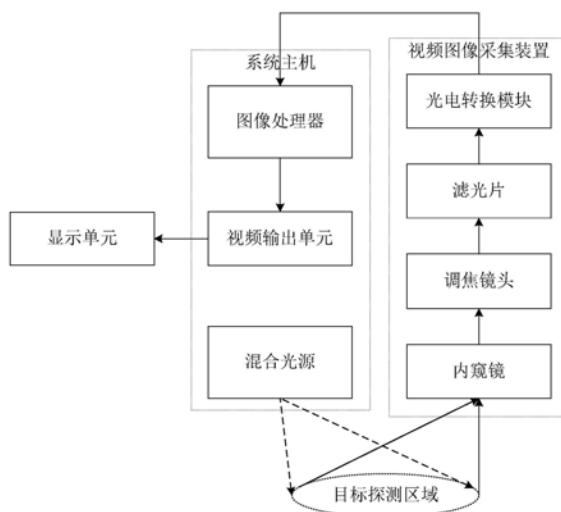 系统主机
视频图像采集装置
图像处理器
光电转换模块
滤光片
显示单元
视频输出单元
调焦镜头
混合光源
内窥镜
目标探测区域